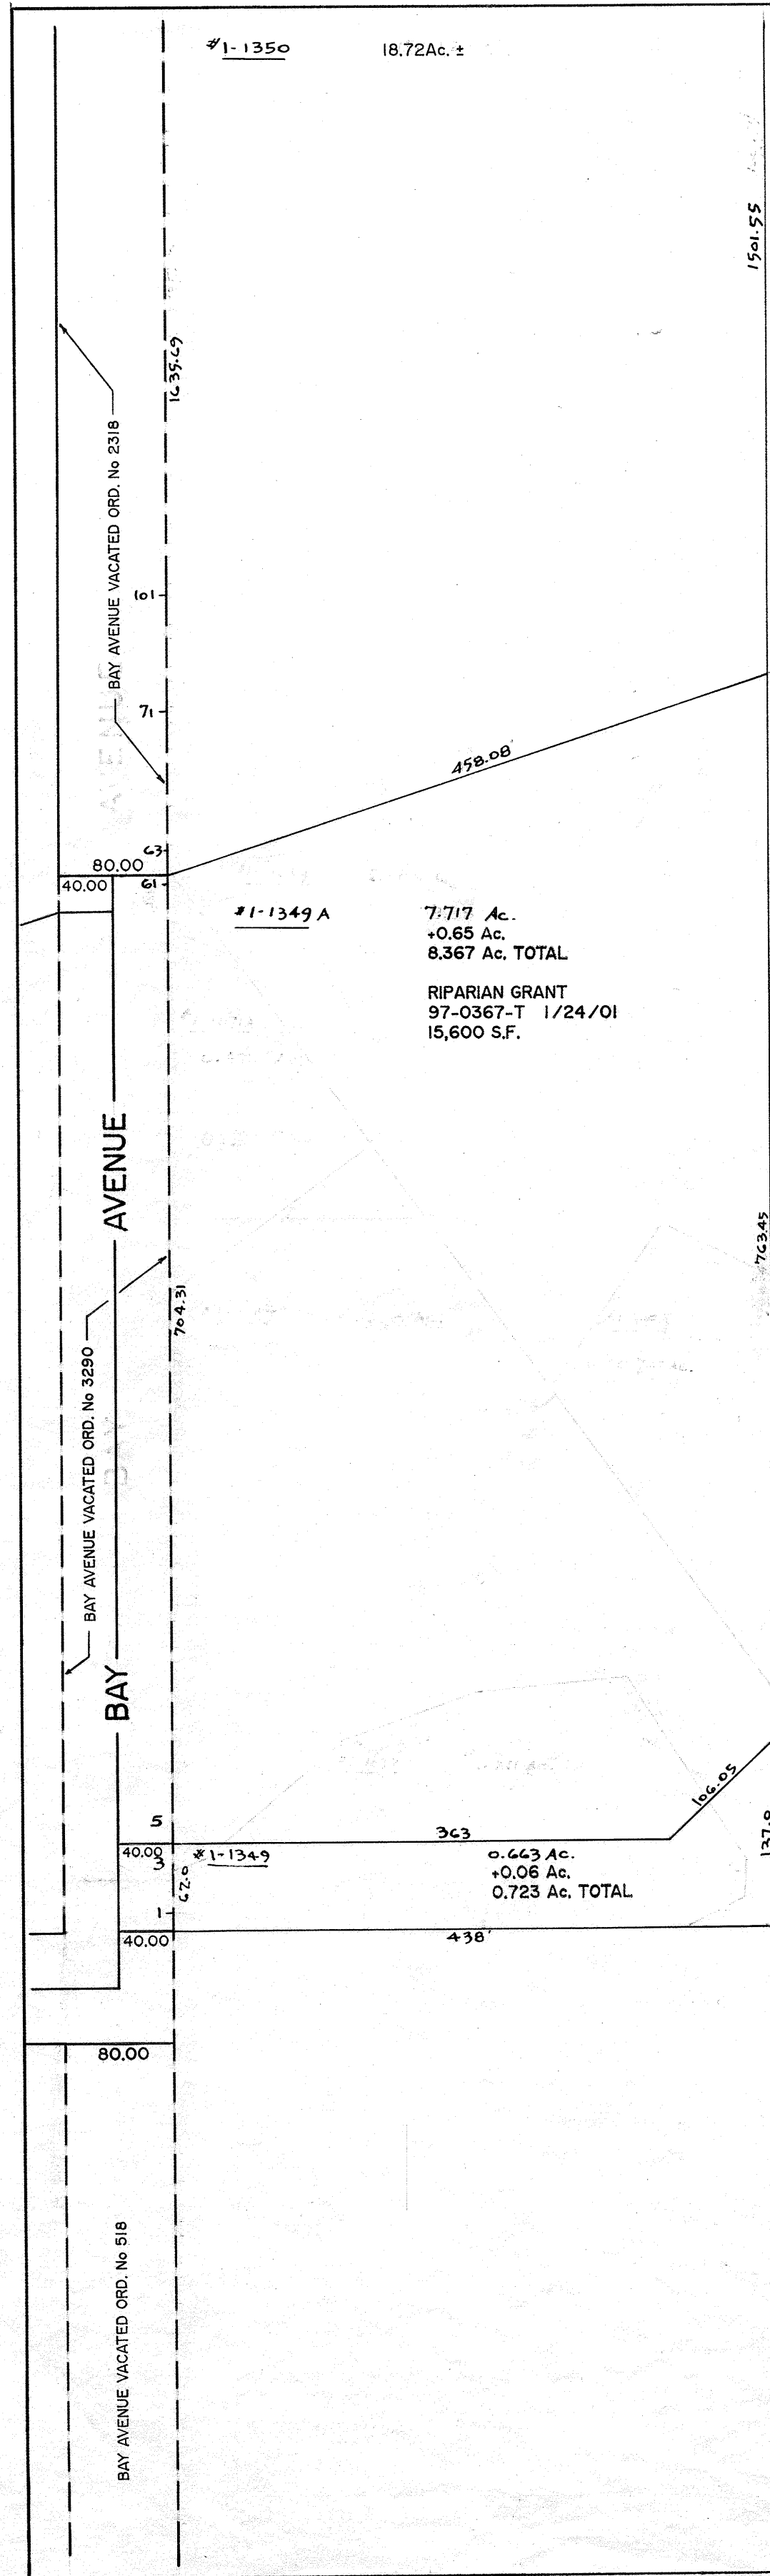 #1-1350
18.72Ac. ±
1501.55
1635.69
BAY AVENUE VACATED ORD. No 2318
101
71
458.08'
63
80.00
40.00
61
#1-1349 A
7.717 Ac.
+0.65 Ac.
8.367 Ac. TOTAL
RIPARIAN GRANT
97-0367-T 1/24/01
15,600 S.F.
BAY AVENUE
763.45
704.31
BAY AVENUE VACATED ORD. No 3290
106.05
5
363
40.00
3
#1-1349
0.663 Ac.
+0.06 Ac.
0.723 Ac. TOTAL
62.0
1
40.00
438'
80.00
BAY AVENUE VACATED ORD. No 518